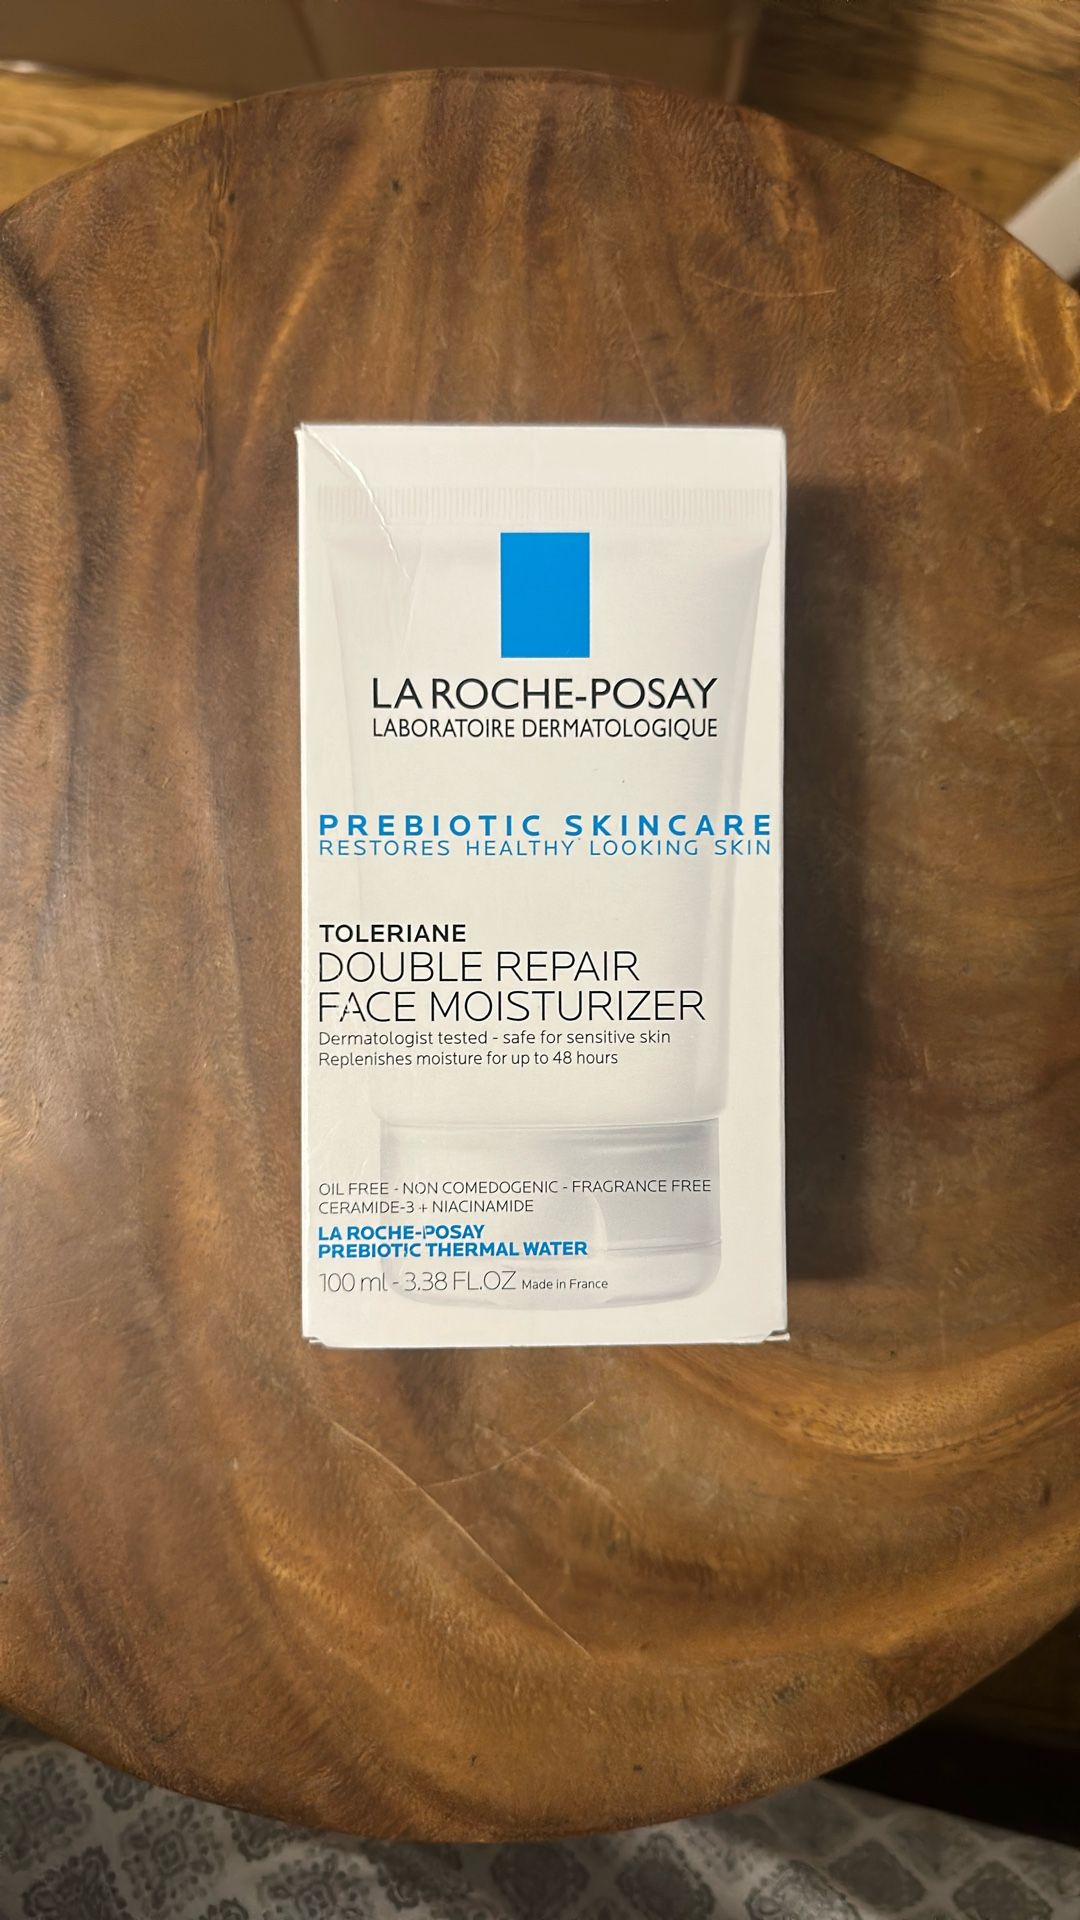 LA ROCHE-POSAY
LABORATOIRE DERMATOLOGIQUE
PREBIOTIC SKINCARE
RESTORES HEALTHY LOOKING SKIN
TOLERIANE
DOUBLE REPAIR
FACE MOISTURIZER
Dermatologist tested - safe for sensitive skin
Replenishes moisture for up to 48 hours
OIL FREE - NON COMEDOGENIC - FRAGRANCE FREE
CERAMIDE-3 + NIACINAMIDE
LA ROCHE-POSAY
PREBIOTIC THERMAL WATER
100 ml - 3.38 FL.OZ Made in France